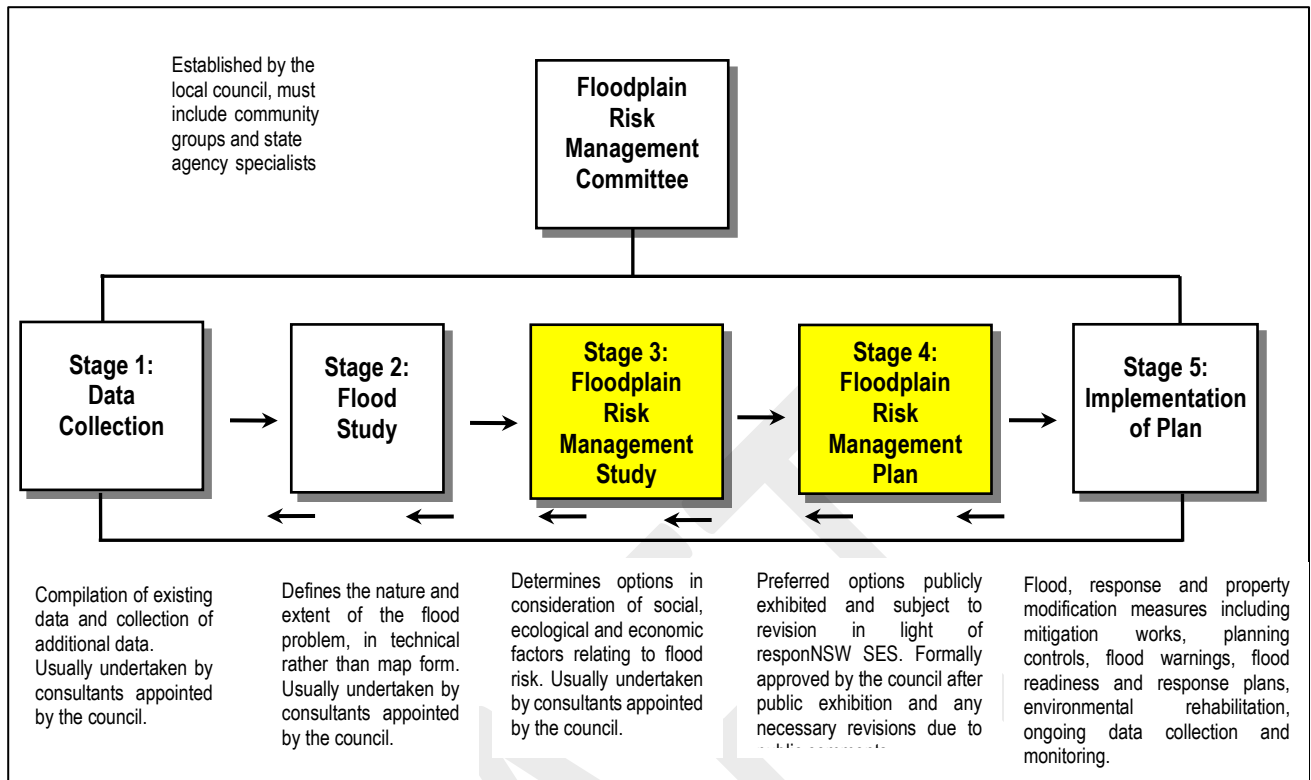 Established by the
local council, must
include community
groups and state
agency specialists
Floodplain
Risk
Management
Committee
Stage 1:
Data
Collection
Stage 2:
Flood
Study
Stage 3:
Floodplain
Risk
Management
Study
Stage 4:
Floodplain
Risk
Management
Plan
Stage 5:
Implementation
of Plan
Compilation of existing
data and collection of
additional data.
Usually undertaken by
consultants appointed
by the council.
Defines the nature and
extent of the flood
problem, in technical
rather than map form.
Usually undertaken by
consultants appointed
by the council.
Determines options in
consideration of social,
ecological and economic
factors relating to flood
risk. Usually undertaken
by consultants appointed
by the council.
Preferred options publicly
exhibited and subject to
revision in light of
responNSW SES. Formally
approved by the council after
public exhibition and any
necessary revisions due to
public comments
Flood, response and property
modification measures including
mitigation works, planning
controls, flood warnings, flood
readiness and response plans,
environmental rehabilitation,
ongoing data collection and
monitoring.